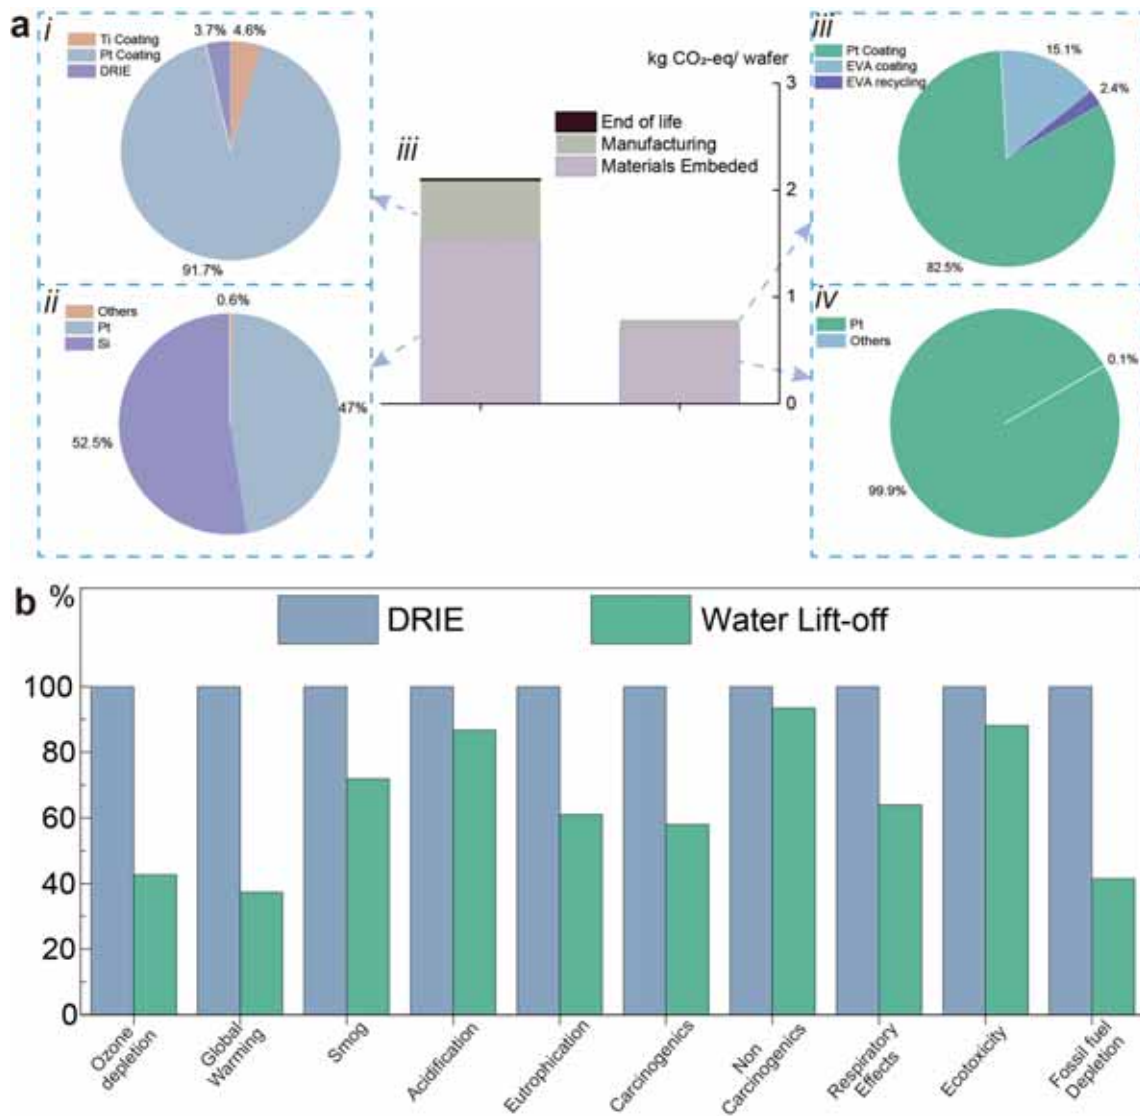 a
i
Ti Coating
Pt Coating
DRIE
3.7%
4.6%
91.7%
ii
Others
Pt
Si
0.6%
47%
52.5%
iii
kg CO₂-eq/ wafer
End of life
Manufacturing
Materials Embeded
3
2
1
0
iii
Pt Coating
EVA coating
EVA recycling
15.1%
2.4%
82.5%
iv
Pt
Others
0.1%
99.9%
b
%
DRIE
Water Lift-off
100
80
60
40
20
0
Ozone
depletion
Global
Warming
Smog
Acidification
Eutrophication
Carcinogenics
Non
Carcinogenics
Respiratory
Effects
Ecotoxicity
Fossil fuel
Depletion